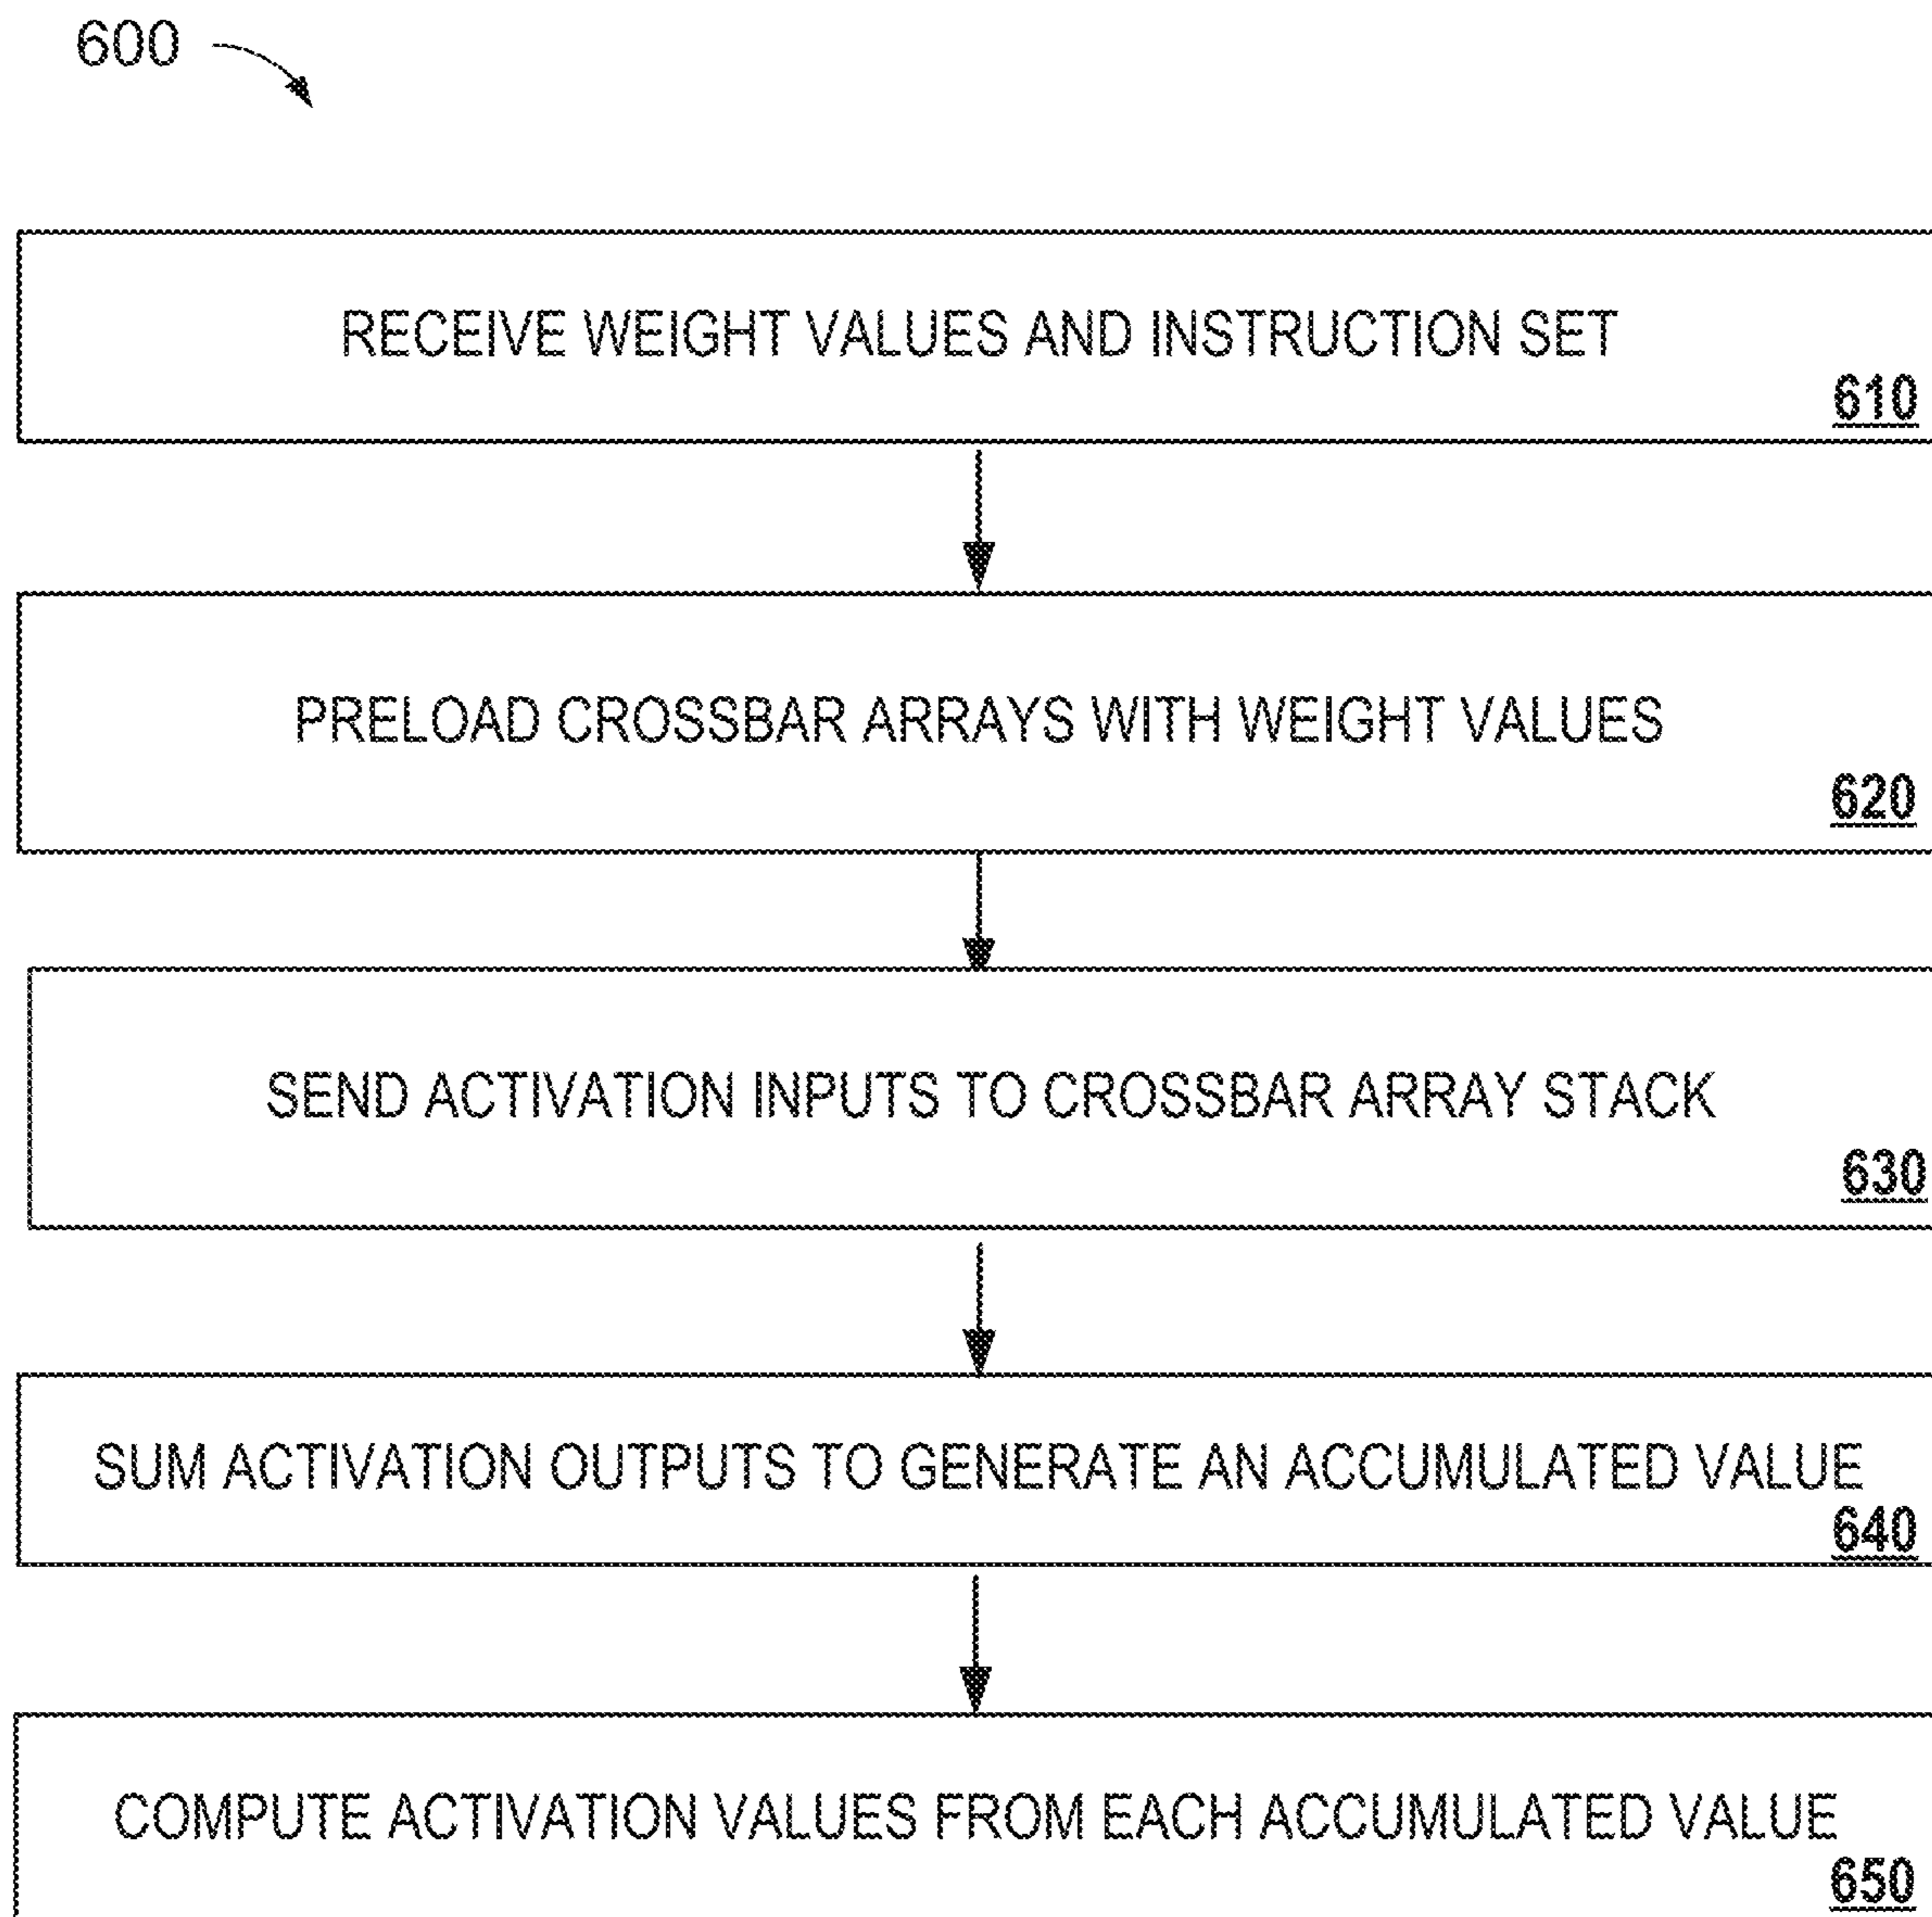 600
RECEIVE WEIGHT VALUES AND INSTRUCTION SET
610
PRELOAD CROSSBAR ARRAYS WITH WEIGHT VALUES
620
SEND ACTIVATION INPUTS TO CROSSBAR ARRAY STACK
630
SUM ACTIVATION OUTPUTS TO GENERATE AN ACCUMULATED VALUE
640
COMPUTE ACTIVATION VALUES FROM EACH ACCUMULATED VALUE
650